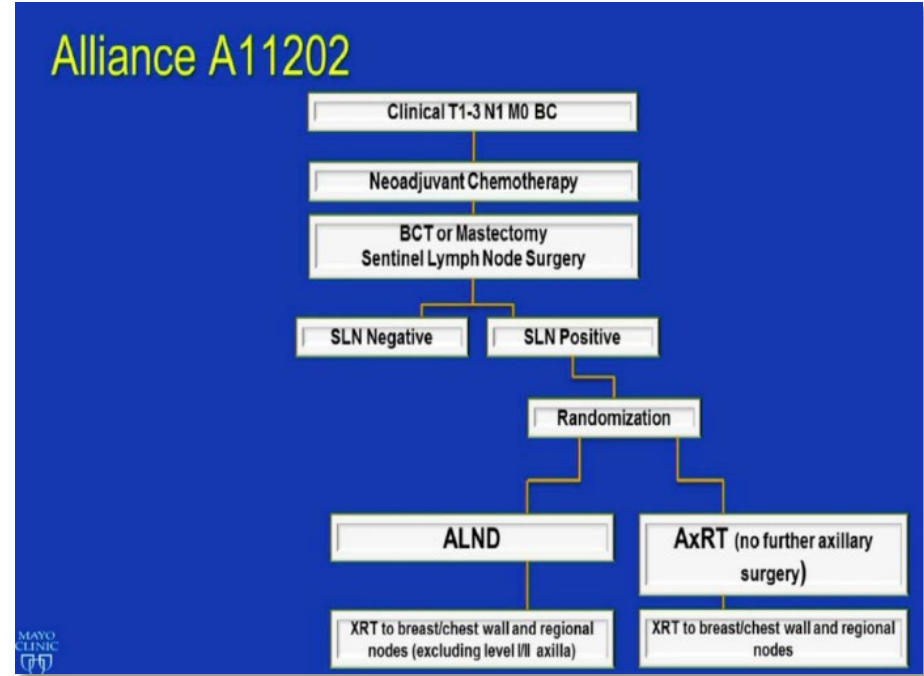 Alliance A11202
Clinical T1-3 N1 M0 BC
Neoadjuvant Chemotherapy
BCT or Mastectomy
Sentinel Lymph Node Surgery
SLN Negative
SLN Positive
Randomization
ALND
AxRT (no further axillary
surgery)
XRT to breast/chest wall and regional
nodes (excluding level I/II axilla)
XRT to breast/chest wall and regional
nodes
MAYO
CLINIC